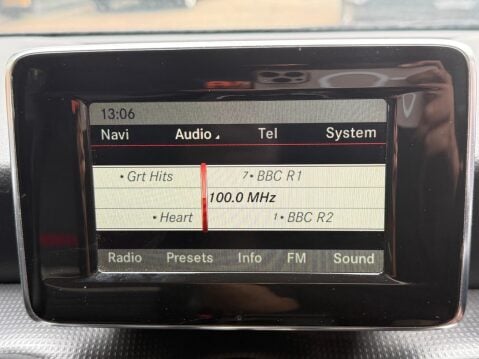 13:06
Navi Audio Tel System
• Grt Hits 7• BBC R1
100.0 MHz
• Heart 1• BBC R2
Radio Presets Info FM Sound